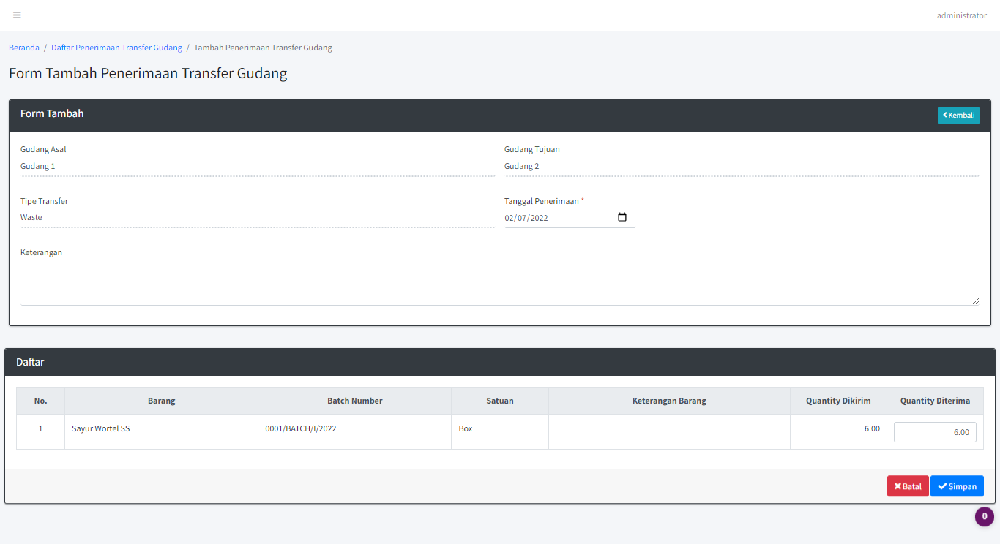 administrator
Beranda / Daftar Penerimaan Transfer Gudang / Tambah Penerimaan Transfer Gudang
Form Tambah Penerimaan Transfer Gudang
Form Tambah
Kembali
Gudang Asal
Gudang 1
Gudang Tujuan
Gudang 2
Tipe Transfer
Waste
Tanggal Penerimaan *
02/07/2022
Keterangan
Daftar
No. Barang Batch Number Satuan Keterangan Barang Quantity Dikirim Quantity Diterima
1 Sayur Wortel SS 0001/BATCH/I/2022 Box 6.00 6.00
Batal Simpan
0